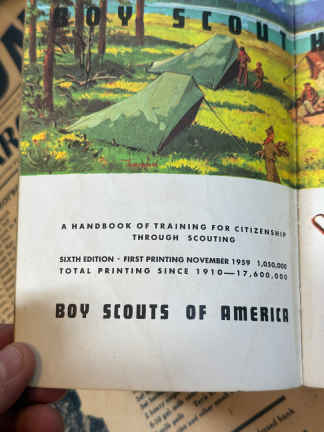 BOY SCOUT H
A HANDBOOK OF TRAINING FOR CITIZENSHIP
THROUGH SCOUTING
SIXTH EDITION · FIRST PRINTING NOVEMBER 1959 1,050,000
TOTAL PRINTING SINCE 1910—17,600,000
BOY SCOUTS OF AMERICA